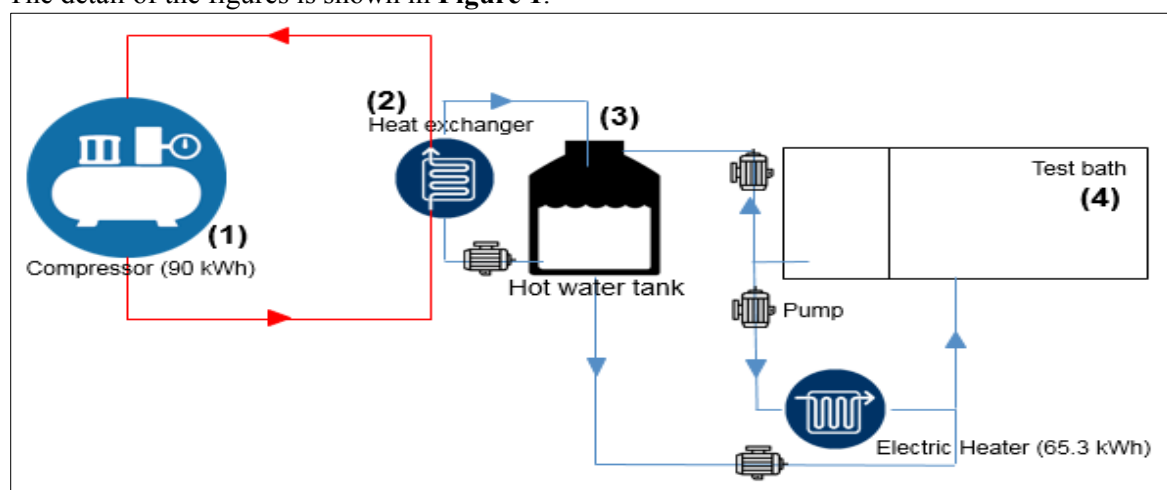 The detail of the figures is shown in Figure 1.
(2)
Heat exchanger
(3)
Test bath
(4)
(1)
Compressor (90 kWh)
Hot water tank
Pump
Electric Heater (65.3 kWh)